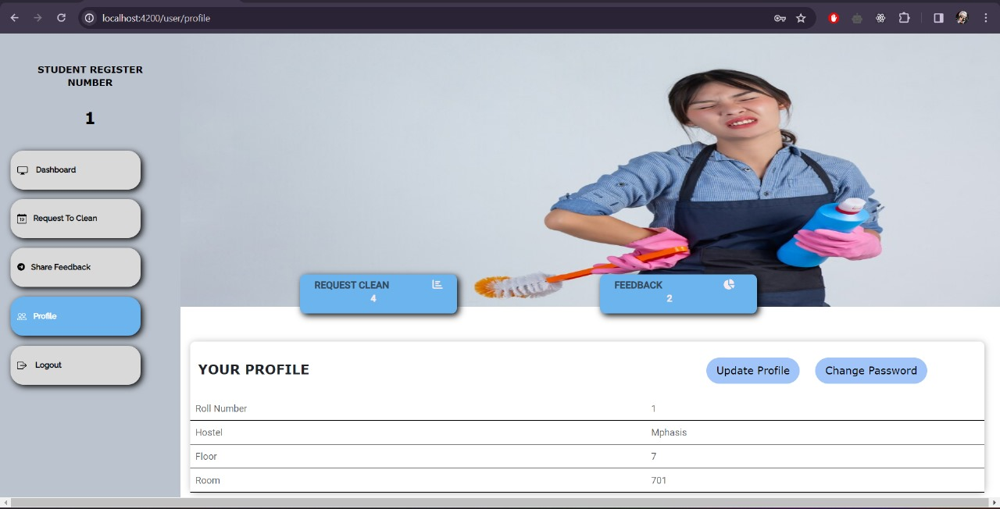 localhost:4200/user/profile
STUDENT REGISTER
NUMBER
1
Dashboard
19
Request To Clean
Share Feedback
Profile
Logout
REQUEST CLEAN
4
FEEDBACK
2
YOUR PROFILE
Update Profile
Change Password
Roll Number 1
Hostel Mphasis
Floor 7
Room 701